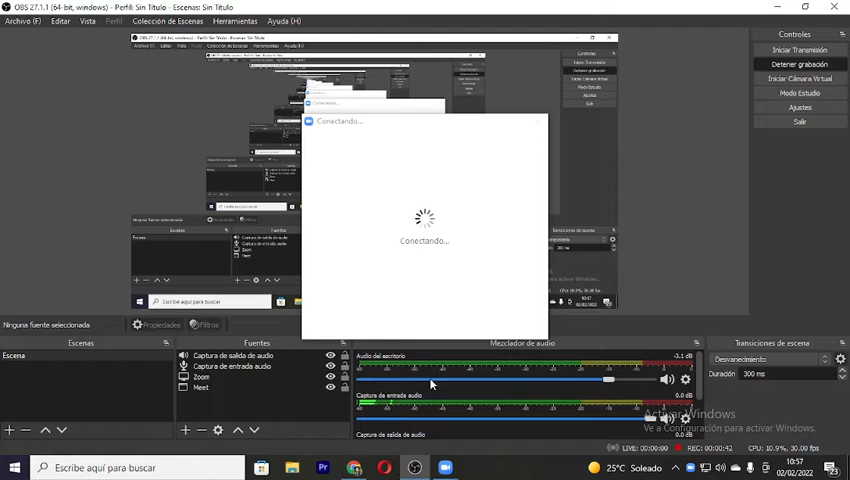 OBS 27.1.1 (64-bit, windows) - Perfil: Sin Título - Escenas: Sin Título
Archivo (F) Editar Vista Perfil Colección de Escenas Herramientas Ayuda (H)
Controles
Iniciar Transmisión
Detener grabación
Iniciar Cámara Virtual
Modo Estudio
Ajustes
Salir
Conectando...
Conectando...
Ninguna fuente seleccionada
Propiedades
Filtros
Escenas
Escena
Fuentes
Captura de salida de audio
Captura de entrada de audio
Zoom
Meet
Mezclador de audio
Audio del escritorio -3.1 dB
Captura de entrada audio 0.0 dB
Captura de salida de audio
Transiciones de escena
Desvanecimiento
Duración 300 ms
Activar Windows
Ve a Configuración para activar Windows.
LIVE: 00:00:00 REC: 00:00:42 CPU: 10.9%, 30.00 fps
Escribe aquí para buscar
Pr
25°C Soleado
10:57
02/02/2022
23